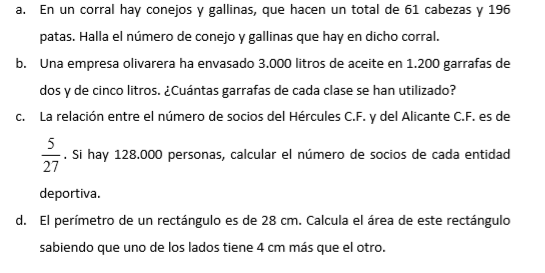 a. En un corral hay conejos y gallinas, que hacen un total de 61 cabezas y 196
patas. Halla el número de conejo y gallinas que hay en dicho corral.
b. Una empresa olivarera ha envasado 3.000 litros de aceite en 1.200 garrafas de
dos y de cinco litros. ¿Cuántas garrafas de cada clase se han utilizado?
c. La relación entre el número de socios del Hércules C.F. y del Alicante C.F. es de
5/27. Si hay 128.000 personas, calcular el número de socios de cada entidad
deportiva.
d. El perímetro de un rectángulo es de 28 cm. Calcula el área de este rectángulo
sabiendo que uno de los lados tiene 4 cm más que el otro.